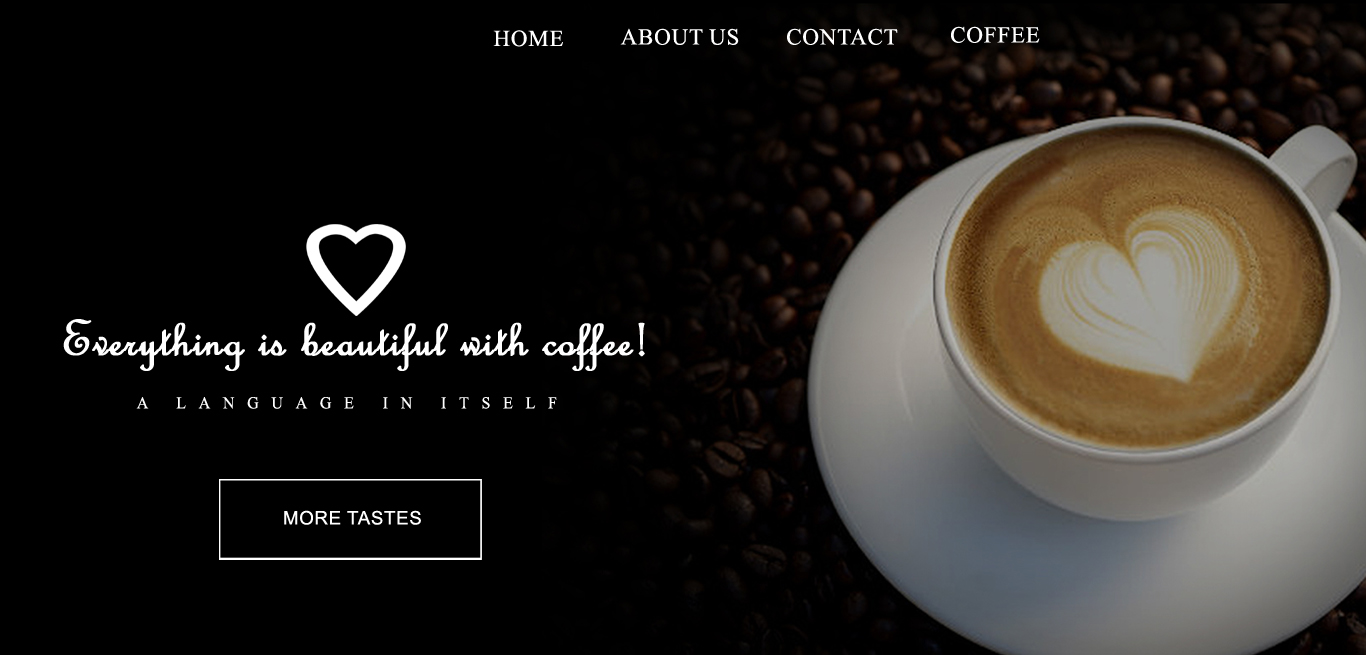 HOME ABOUT US CONTACT COFFEE
Everything is beautiful with coffee!
A LANGUAGE IN ITSELF
MORE TASTES